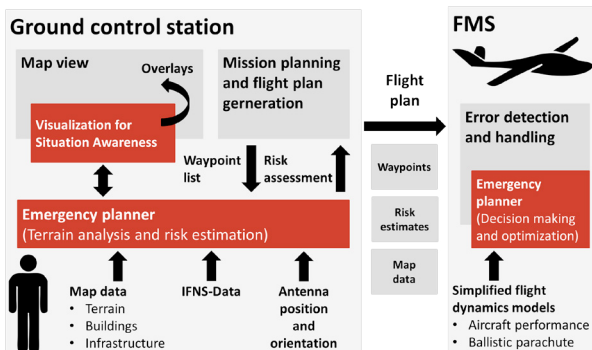 Ground control station
Map view
Overlays
Visualization for
Situation Awareness
Mission planning
and flight plan
gerneration
Waypoint
list
Risk
assessment
Emergency planner
(Terrain analysis and risk estimation)
Map data
• Terrain
• Buildings
• Infrastructure
IFNS-Data
Antenna
position
and
orientation
Flight
plan
Waypoints
Risk
estimates
Map
data
FMS
Error detection
and handling
Emergency
planner
(Decision making
and optimization)
Simplified flight
dynamics models
• Aircraft performance
• Ballistic parachute